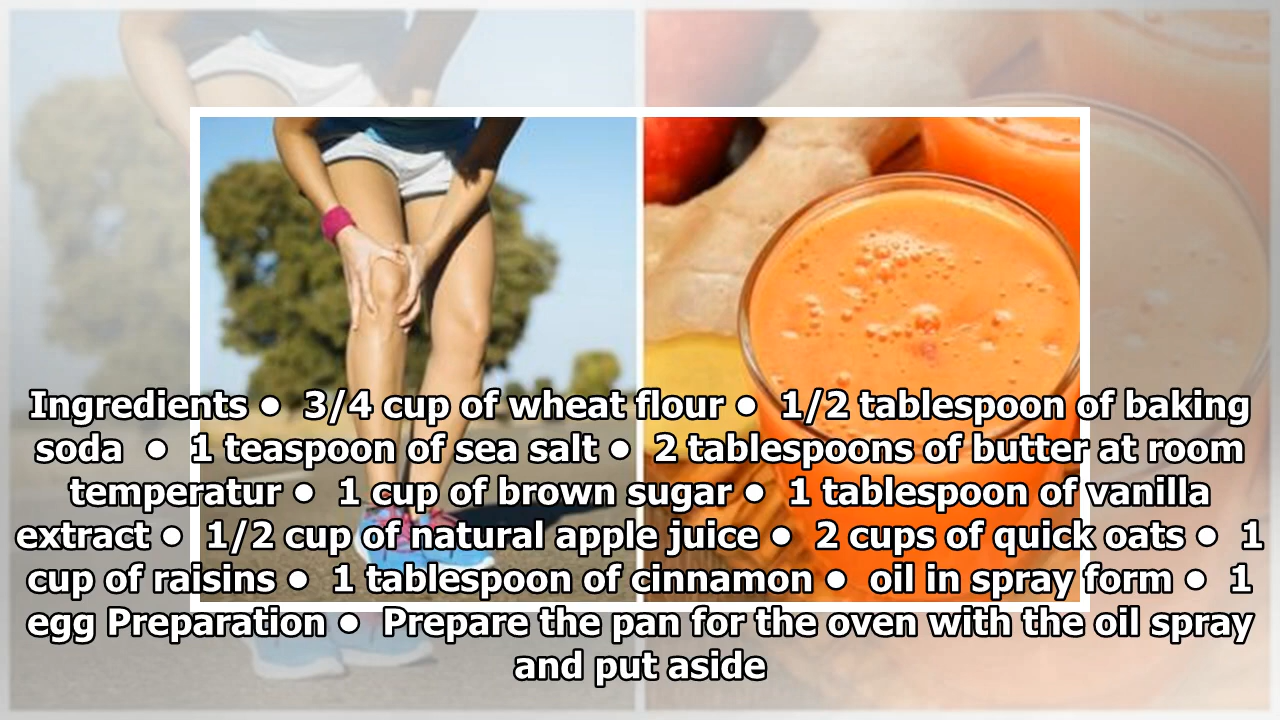 Ingredients ● 3/4 cup of wheat flour ● 1/2 tablespoon of baking
soda ● 1 teaspoon of sea salt ● 2 tablespoons of butter at room
temperatur ● 1 cup of brown sugar ● 1 tablespoon of vanilla
extract ● 1/2 cup of natural apple juice ● 2 cups of quick oats ● 1
cup of raisins ● 1 tablespoon of cinnamon ● oil in spray form ● 1
egg Preparation ● Prepare the pan for the oven with the oil spray
and put aside